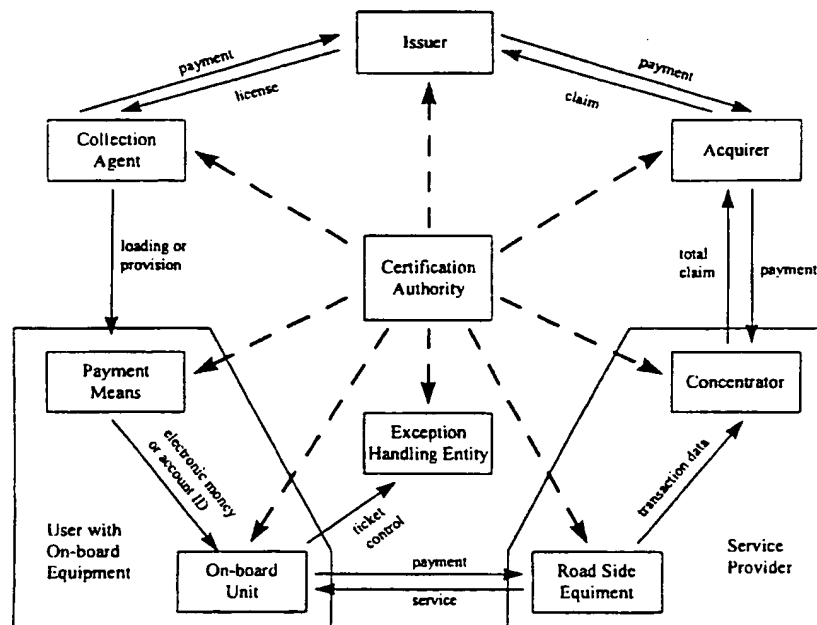 Issuer
payment
license
payment
claim
Collection
Agent
Acquirer
loading or
provision
Certification
Authority
total
claim
payment
Payment
Means
Concentrator
Exception
Handling Entity
electronic money
or account ID
transaction data
ticket
control
User with
On-board
Equipment
On-board
Unit
payment
service
Road Side
Equiment
Service
Provider